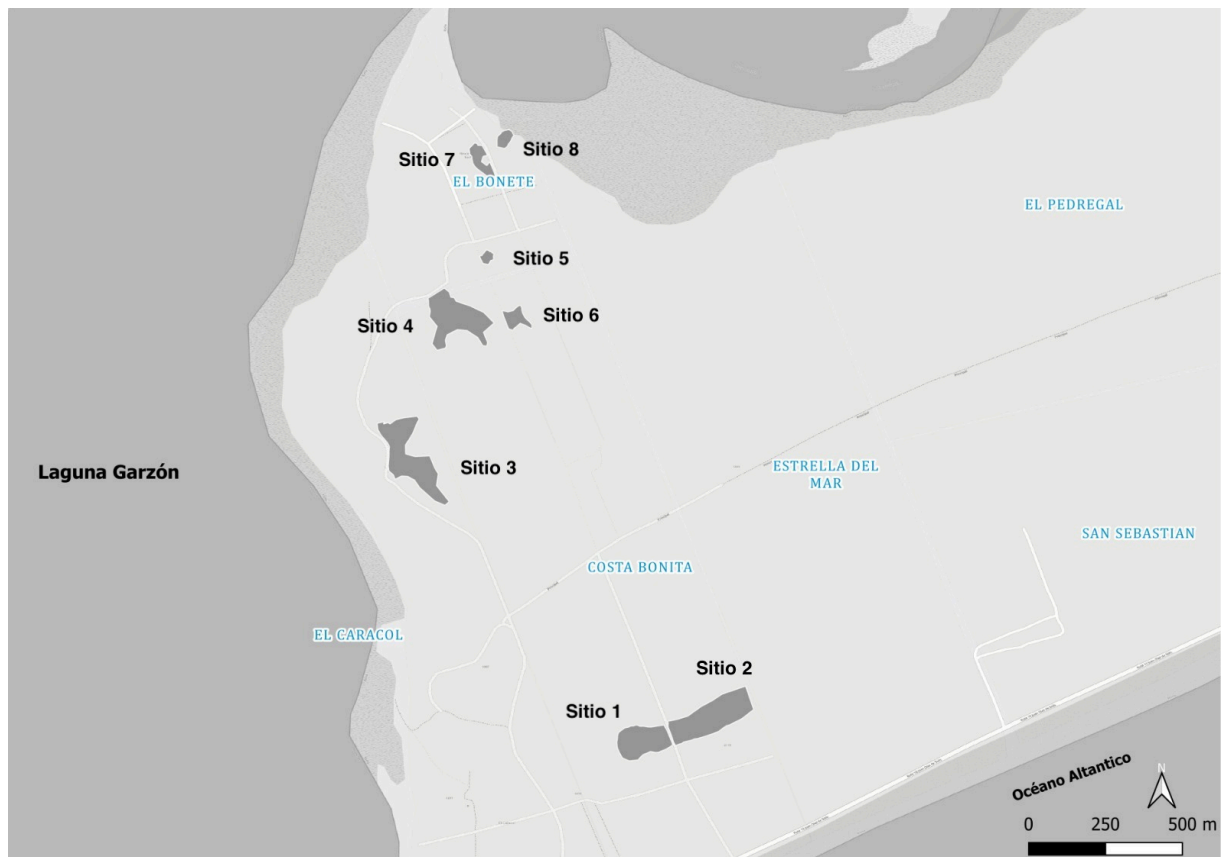 Sitio 7
Sitio 8
EL BONETE
EL PEDREGAL
Sitio 5
Sitio 4
Sitio 6
Sitio 3
Laguna Garzón
ESTRELLA DEL
MAR
SAN SEBASTIAN
COSTA BONITA
EL CARACOL
Sitio 2
Sitio 1
Océano Altantico
N
0 250 500 m